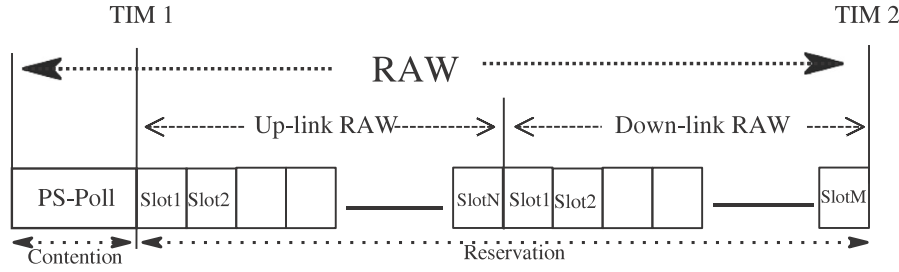 TIM 1 TIM 2
RAW
Up-link RAW Down-link RAW
PS-Poll Slot1 Slot2 SlotN Slot1 Slot2 SlotM
Contention Reservation